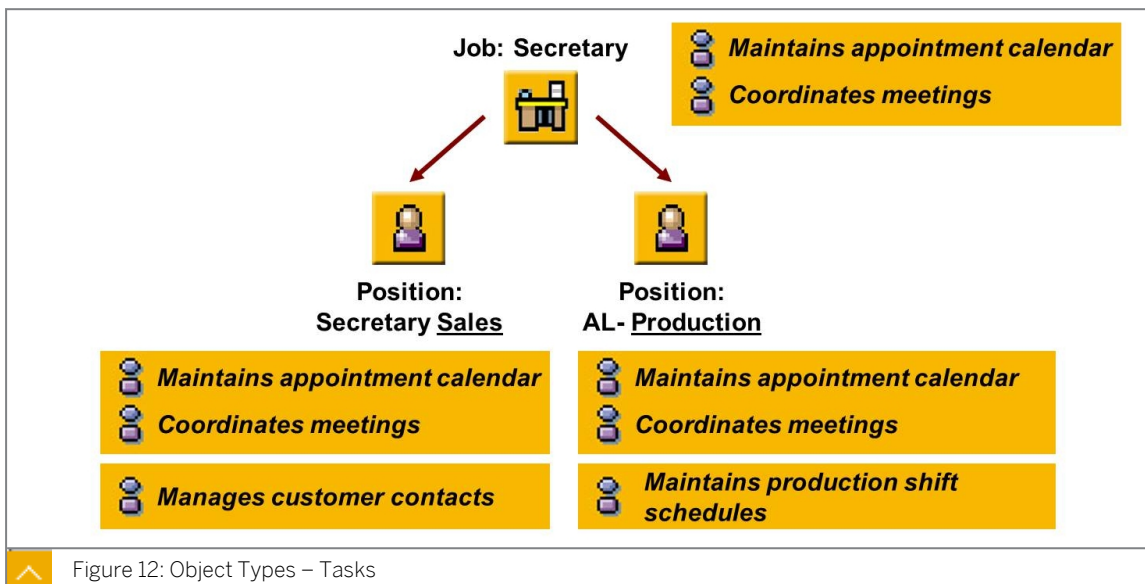 Job: Secretary
Maintains appointment calendar
Coordinates meetings
Position:
Secretary Sales
Position:
AL- Production
Maintains appointment calendar
Coordinates meetings
Manages customer contacts
Maintains appointment calendar
Coordinates meetings
Maintains production shift
schedules
Figure 12: Object Types – Tasks